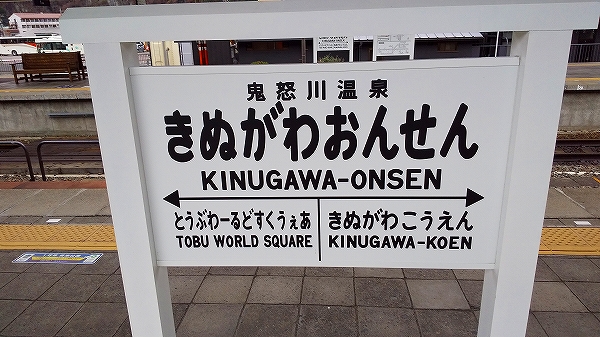 鬼怒川温泉
きぬがわおんせん
KINUGAWA-ONSEN
とうぶわーるどすくうぇあ
TOBU WORLD SQUARE
きぬがわこうえん
KINUGAWA-KOEN